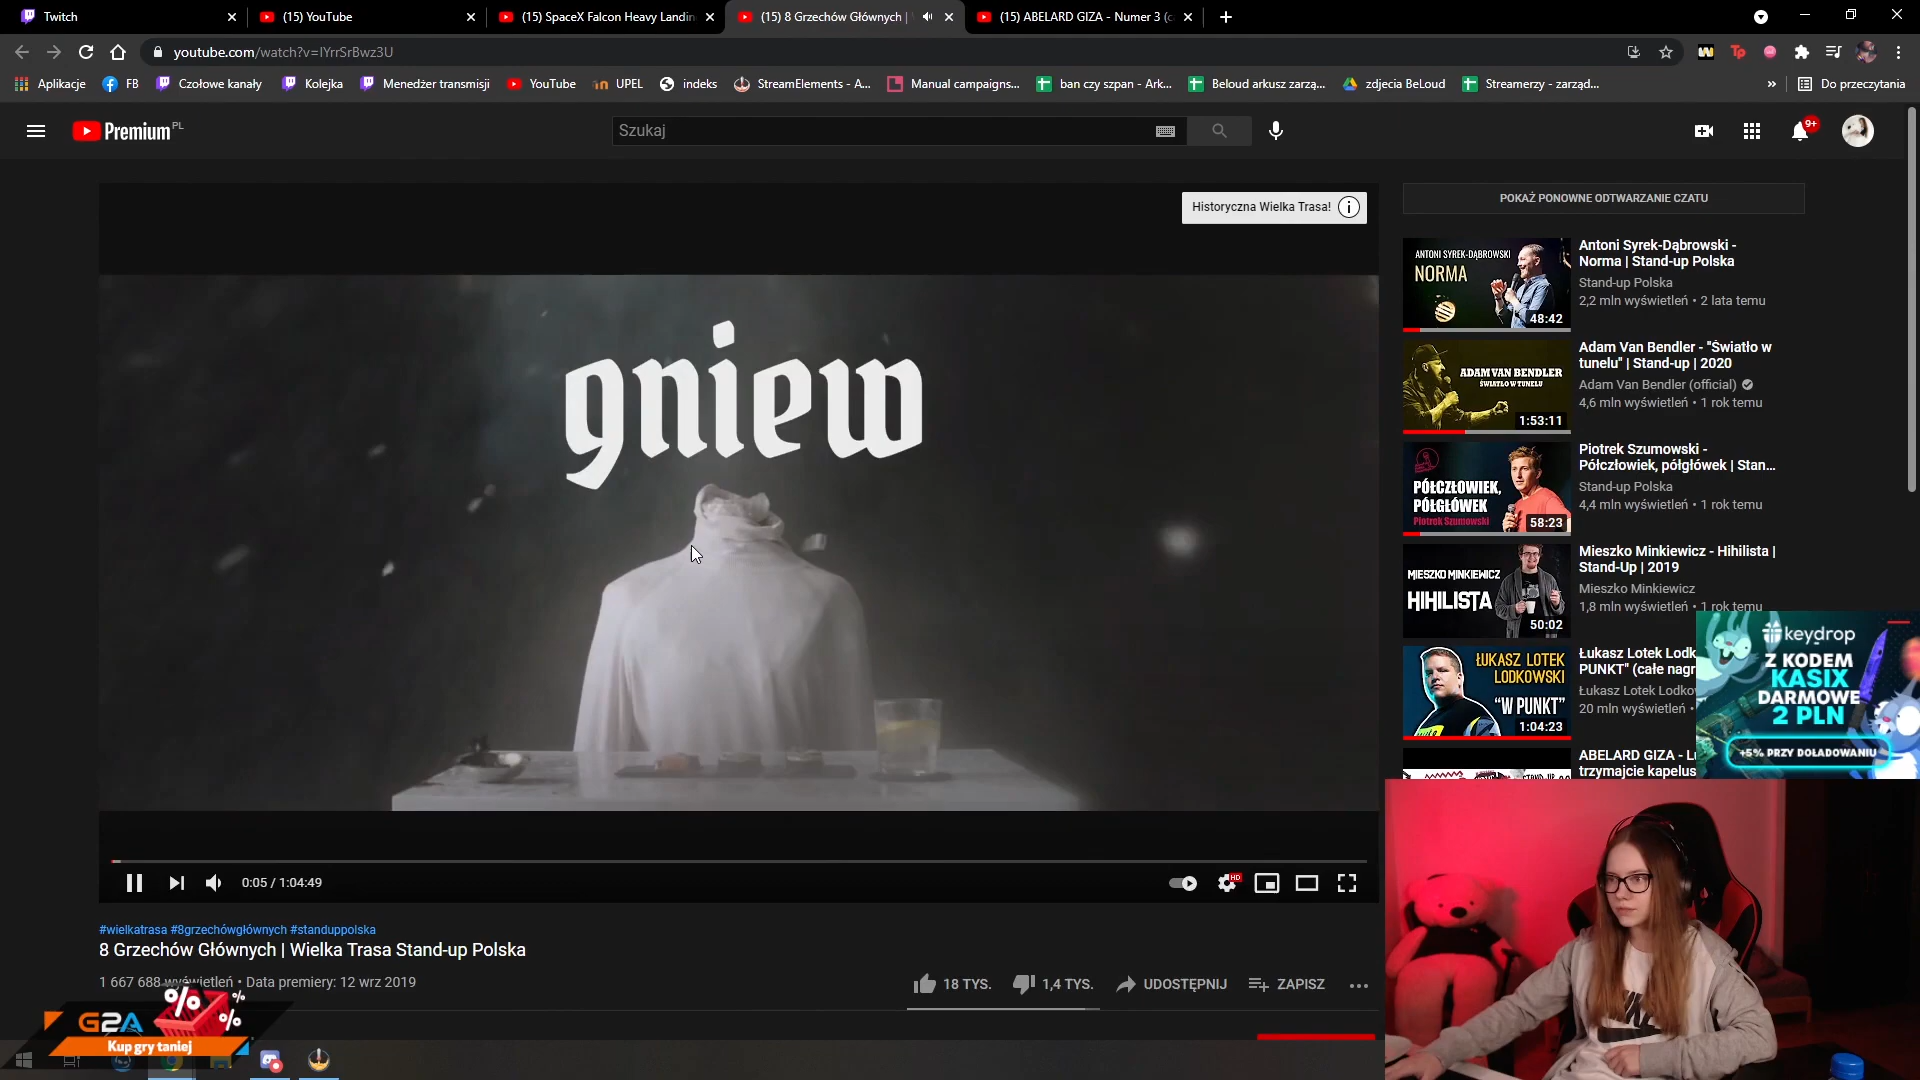 Twitch
(15) YouTube
(15) SpaceX Falcon Heavy Landin
(15) 8 Grzechów Głównych |
(15) ABELARD GIZA - Numer 3 (c
youtube.com/watch?v=IYrrSrBwz3U
Aplikacje
FB
Czołowe kanały
Kolejka
Menedżer transmisji
YouTube
UPEL
indeks
StreamElements - A...
Manual campaigns...
ban czy szpan - Ark...
Beloud arkusz zarzą...
zdjecia BeLoud
Streamerzy - zarząd...
»
Do przeczytania
Premium PL
Szukaj
9+
Historyczna Wielka Trasa!
gniew
0:05 / 1:04:49
HD
#wielkatrasa #8grzechówgłównych #standuppolska
8 Grzechów Głównych | Wielka Trasa Stand-up Polska
1 667 688 wyświetleń • Data premiery: 12 wrz 2019
18 TYS.
1,4 TYS.
UDOSTĘPNIJ
ZAPISZ
POKAŻ PONOWNE ODTWARZANIE CZATU
ANTONI SYREK-DĄBROWSKI
NORMA
48:42
Antoni Syrek-Dąbrowski -
Norma | Stand-up Polska
Stand-up Polska
2,2 mln wyświetleń • 2 lata temu
ADAM VAN BENDLER
ŚWIATŁO W TUNELU
1:53:11
Adam Van Bendler - "Światło w
tunelu" | Stand-up | 2020
Adam Van Bendler (official)
4,6 mln wyświetleń • 1 rok temu
PÓŁCZŁOWIEK,
PÓŁGŁÓWEK
Piotrek Szumowski
58:23
Piotrek Szumowski -
Półczłowiek, półgłówek | Stan...
Stand-up Polska
4,4 mln wyświetleń • 1 rok temu
MIESZKO MINKIEWICZ
HIHILISTA
50:02
Mieszko Minkiewicz - Hihilista |
Stand-Up | 2019
Mieszko Minkiewicz
1,8 mln wyświetleń • 1 rok temu
ŁUKASZ LOTEK
LODKOWSKI
"W PUNKT"
1:04:23
Łukasz Lotek Lodk
PUNKT" (całe nagr
Łukasz Lotek Lodko
20 mln wyświetleń •
ABELARD GIZA - L
trzymajcie kapelus
keydrop
Z KODEM
KASIX
DARMOWE
2 PLN
+5% PRZY DOŁADOWANIU
G2A
% % %
Kup gry taniej